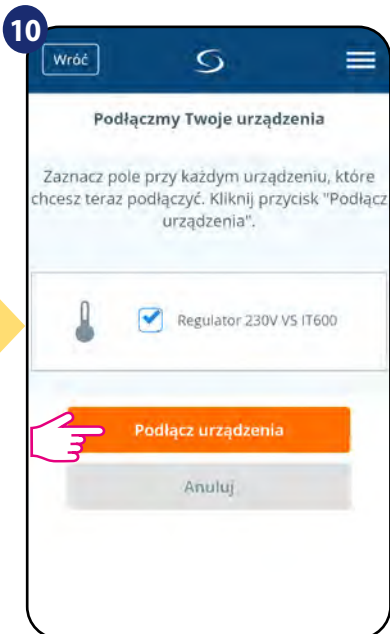 10
Wróć
Podłączmy Twoje urządzenia
Zaznacz pole przy każdym urządzeniu, które
chcesz teraz podłączyć. Kliknij przycisk "Podłącz
urządzenia".
Regulator 230V VS IT600
Podłącz urządzenia
Anuluj